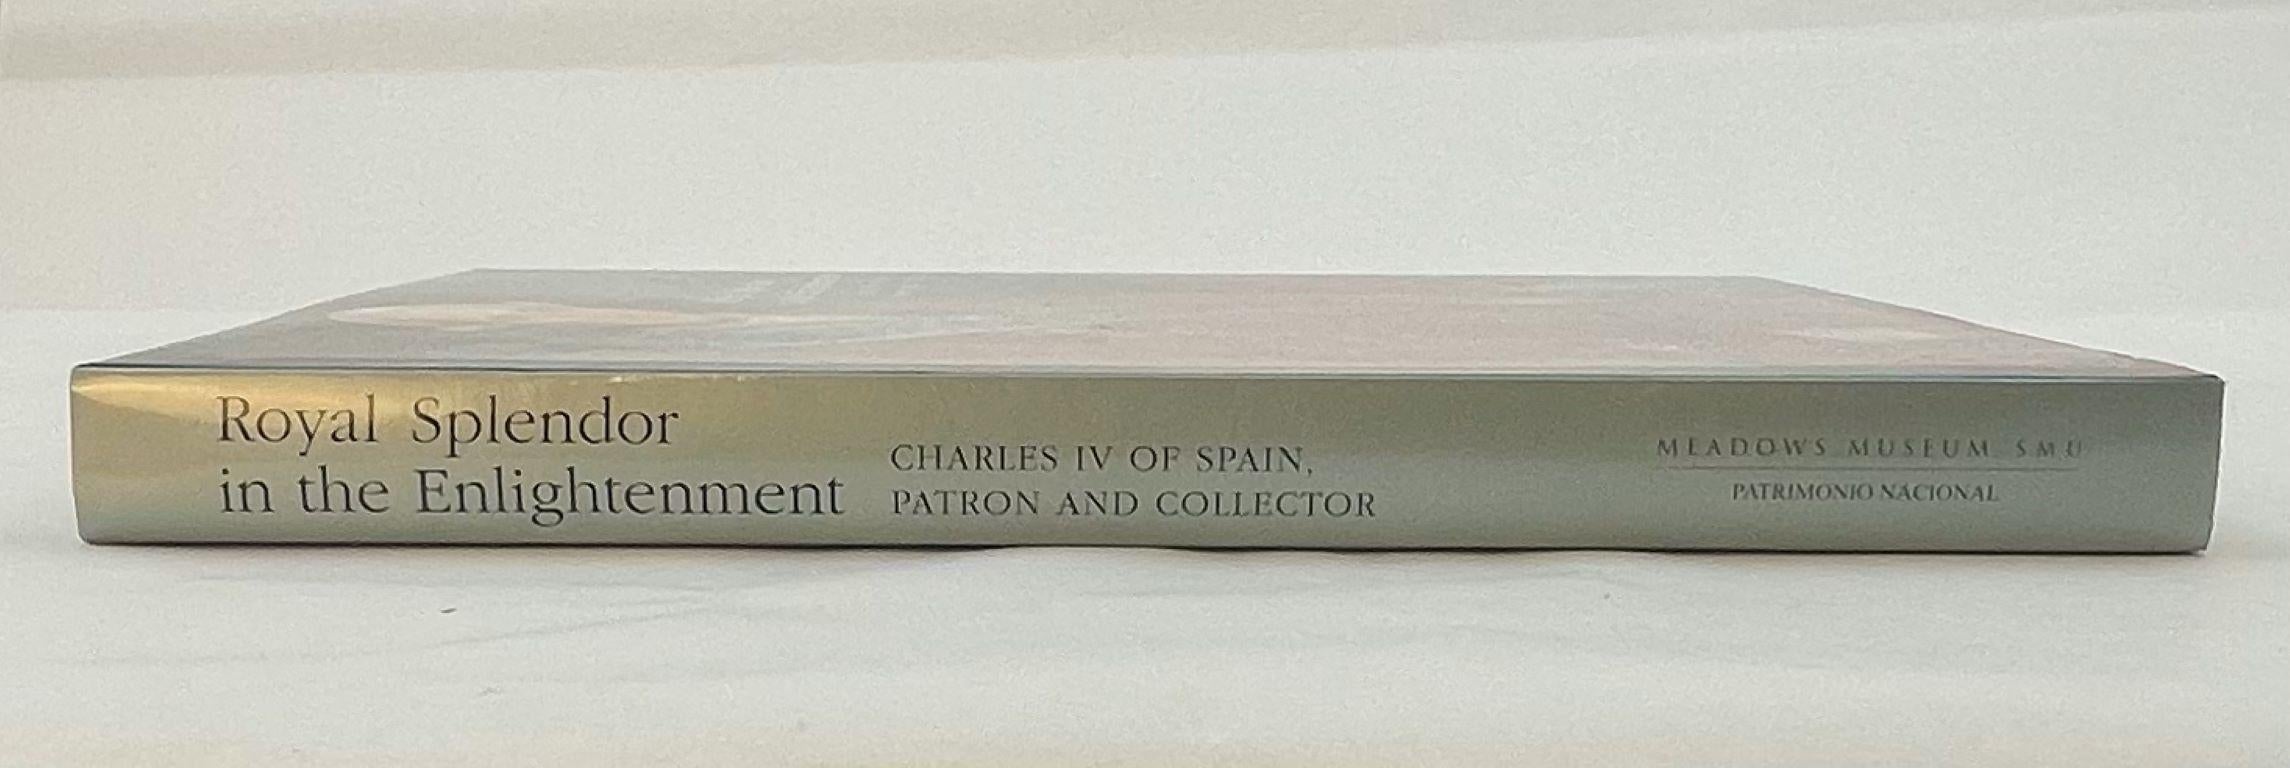 Royal Splendor
in the Enlightenment
CHARLES IV OF SPAIN,
PATRON AND COLLECTOR
MEADOWS MUSEUM SMU
PATRIMONIO NACIONAL